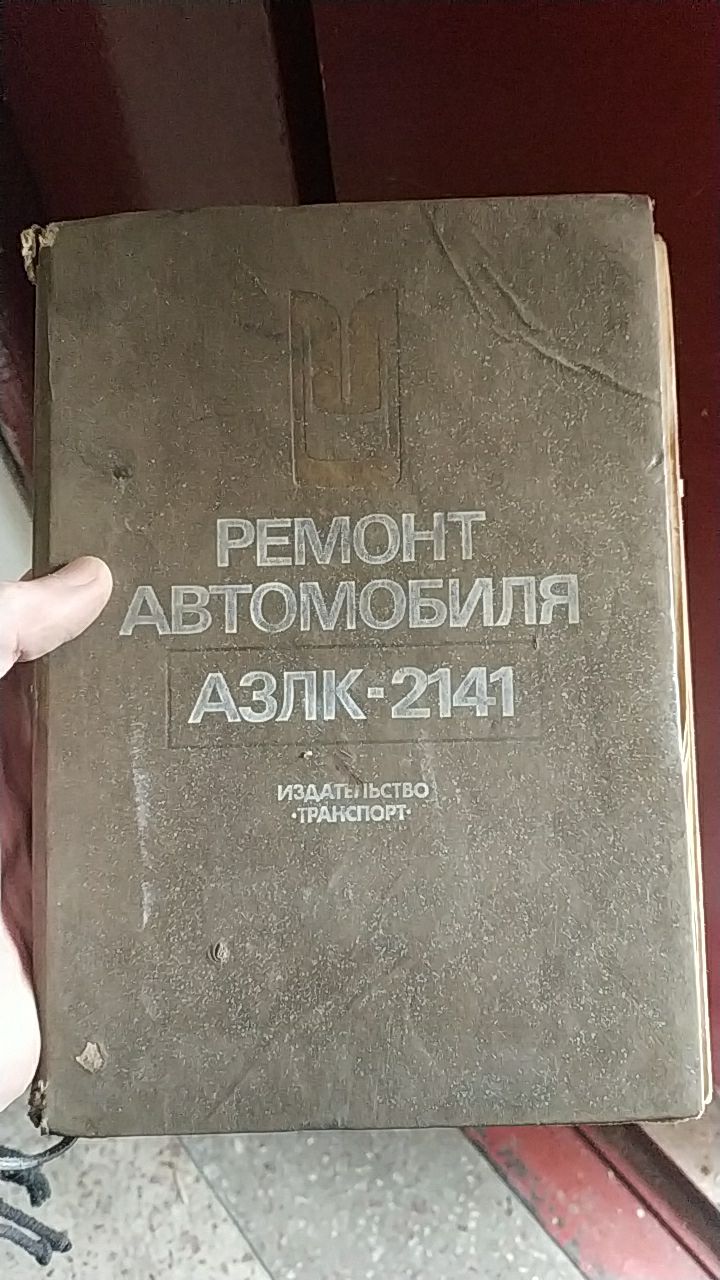 РЕМОНТ
АВТОМОБИЛЯ
АЗЛК-2141
ИЗДАТЕЛЬСТВО
·ТРАНСПОРТ·